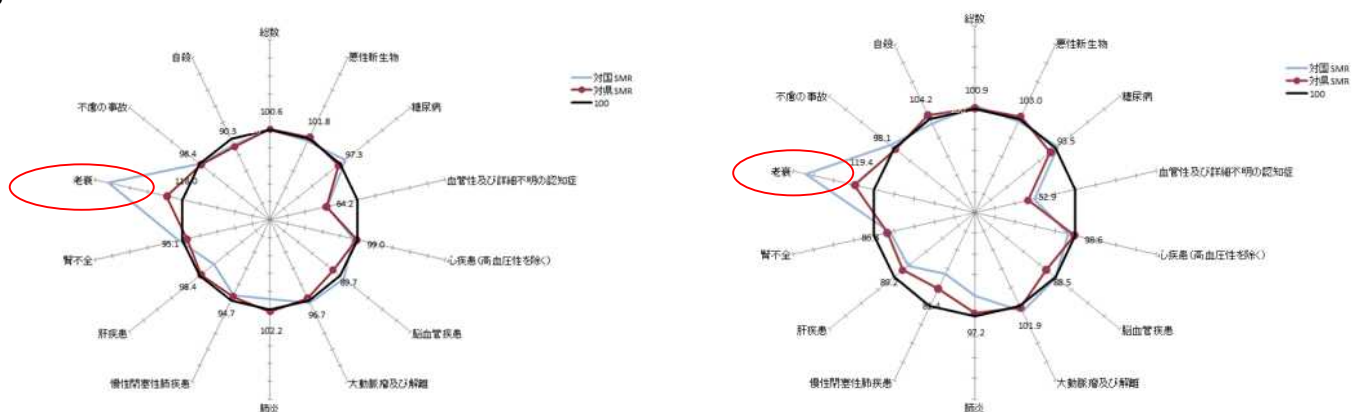 総数
自殺
悪性新生物
不慮の事故
糖尿病
老衰
血管性及び詳細不明の認知症
腎不全
心疾患(高血圧性を除く)
肝疾患
脳血管疾患
慢性閉塞性肺疾患
大動脈瘤及び解離
肺炎
100.6
101.8
97.3
64.2
99.0
89.7
96.7
102.2
94.7
98.4
95.1
98.4
90.3
対国SMR
対県SMR
100
総数
自殺
悪性新生物
不慮の事故
糖尿病
老衰
血管性及び詳細不明の認知症
腎不全
心疾患(高血圧性を除く)
肝疾患
脳血管疾患
慢性閉塞性肺疾患
大動脈瘤及び解離
肺炎
100.9
103.0
93.5
52.9
98.6
88.5
101.9
97.2
89.2
119.4
98.1
104.2
対国SMR
対県SMR
100